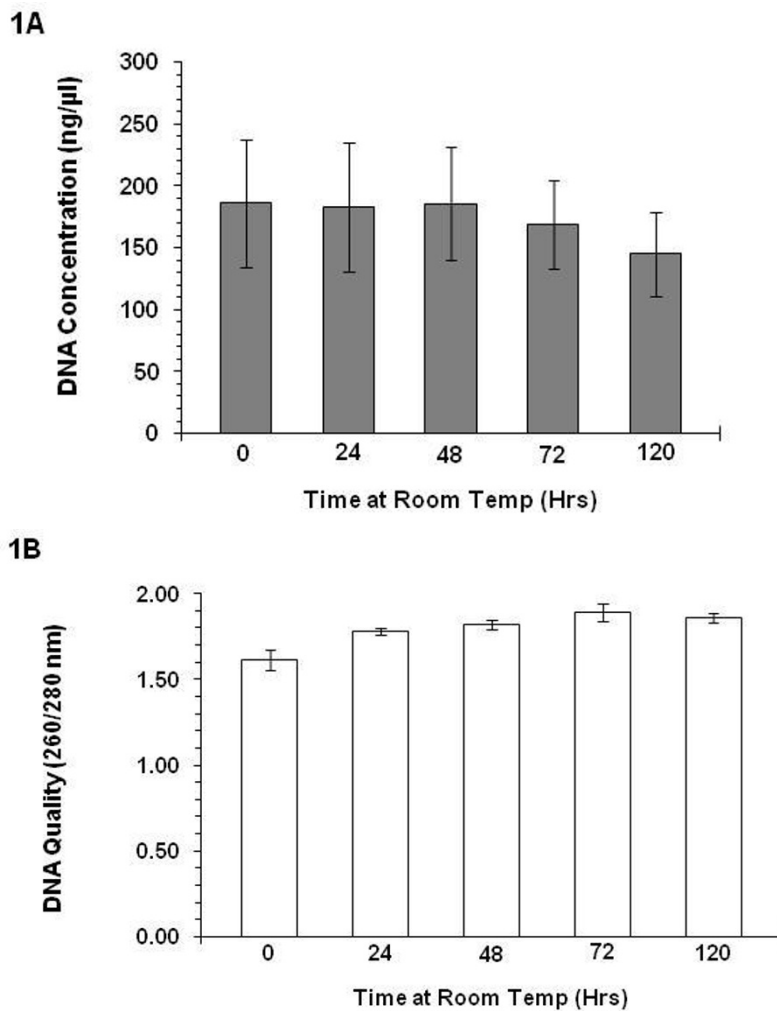 1A
300
250
200
150
100
50
0
DNA Concentration (ng/µl)
0 24 48 72 120
Time at Room Temp (Hrs)
1B
2.00
1.50
1.00
0.50
0.00
DNA Quality (260/280 nm)
0 24 48 72 120
Time at Room Temp (Hrs)